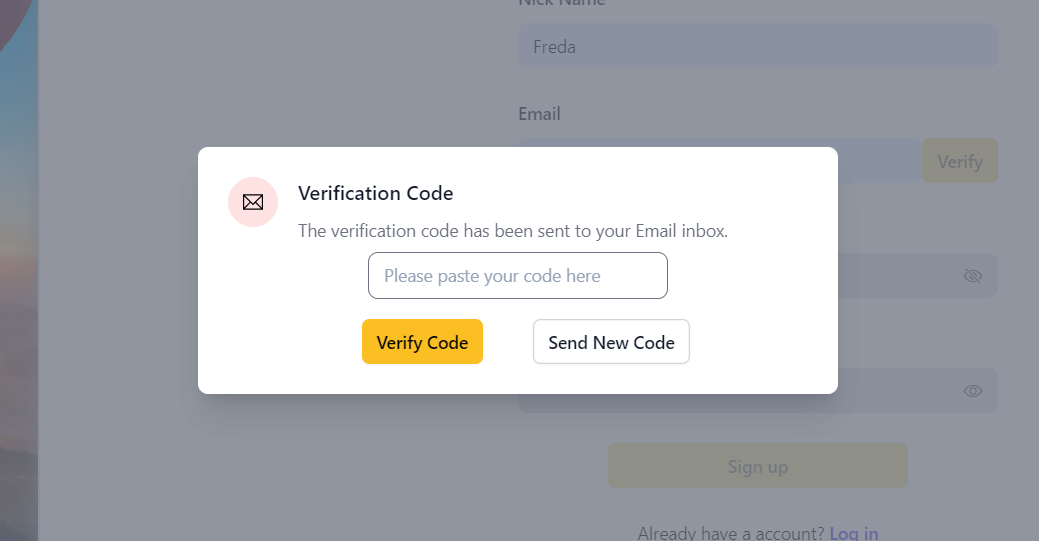 Nick Name
Freda
Email
Verify
Verification Code
The verification code has been sent to your Email inbox.
Please paste your code here
Verify Code
Send New Code
Sign up
Already have a account? Log in